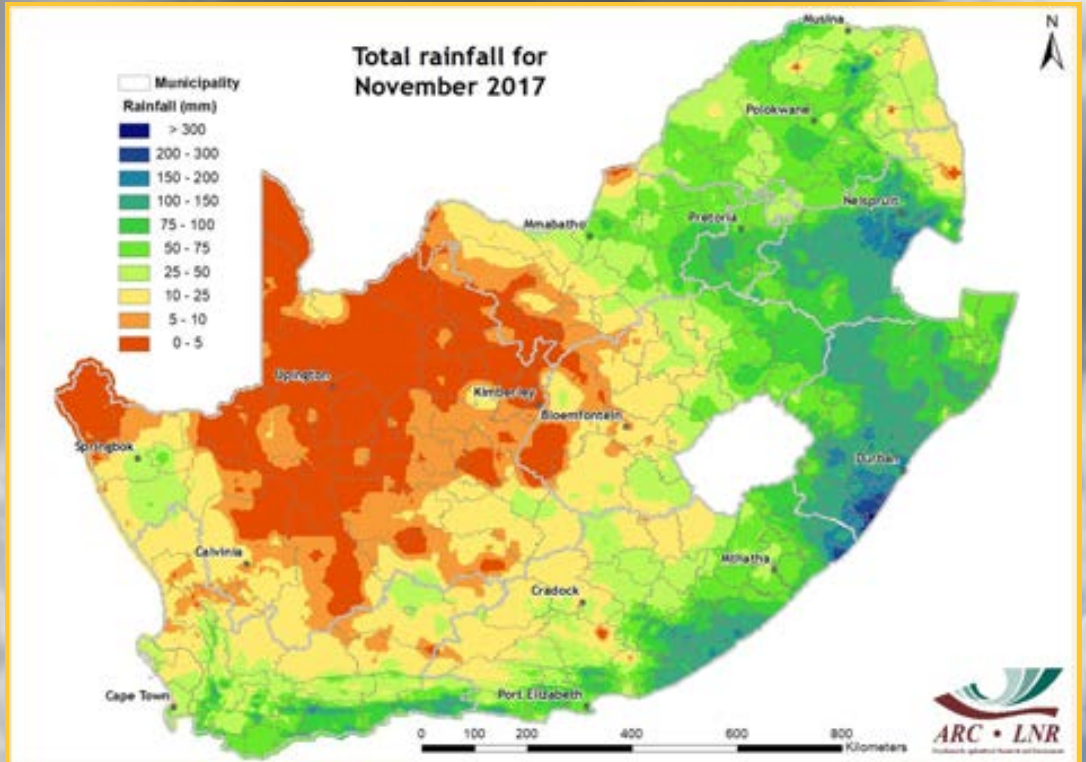 Total rainfall for
November 2017
N
Municipality
Rainfall (mm)
> 300
200 - 300
150 - 200
100 - 150
75 - 100
50 - 75
25 - 50
10 - 25
5 - 10
0 - 5
Musina
Polokwane
Nelspruit
Mmabatho
Pretoria
Upington
Kimberley
Bloemfontein
Springbok
Durban
Calvinia
Mthatha
Cradock
Cape Town
Port Elizabeth
0 100 200 400 600 800
Kilometers
ARC • LNR